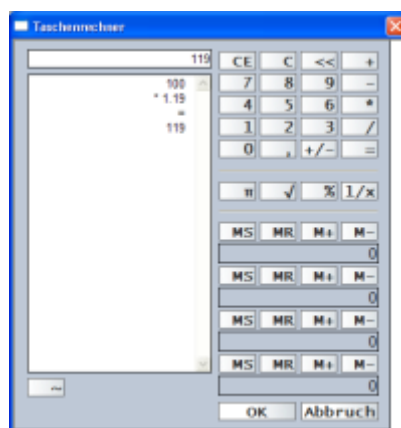 Taschenrechner
119
100
* 1.19
=
119
CE C << +
7 8 9 -
4 5 6 *
1 2 3 /
0 , +/- =
π √ % 1/x
MS MR M+ M-
0
MS MR M+ M-
0
MS MR M+ M-
0
MS MR M+ M-
0
~
OK Abbruch